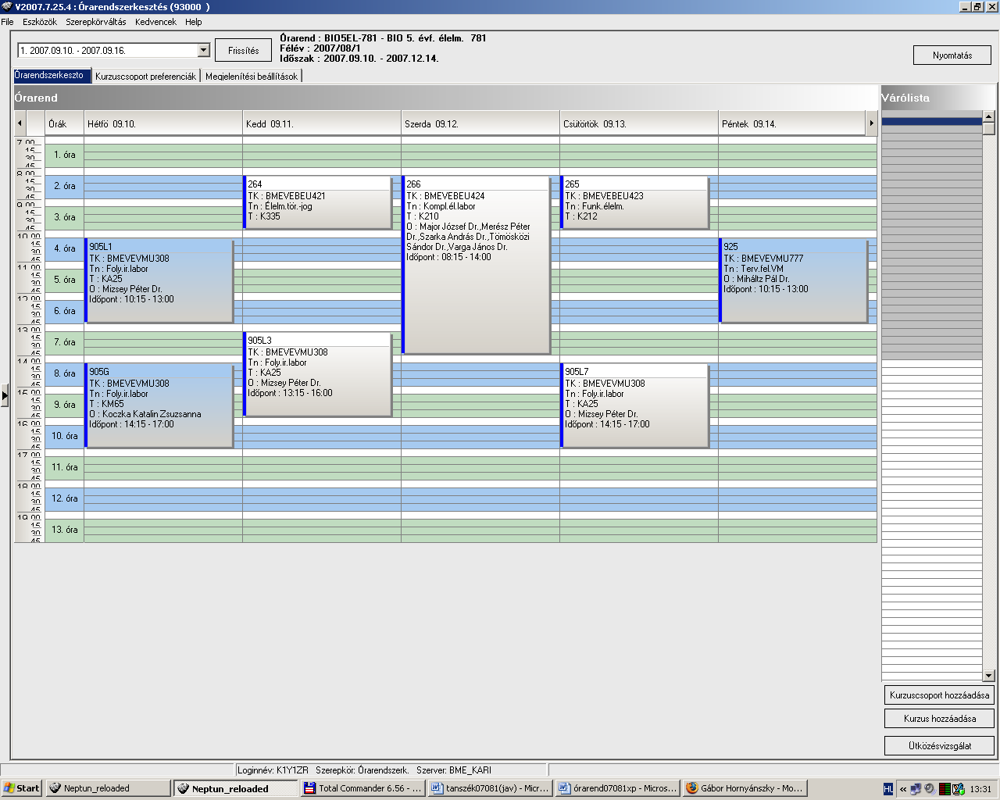 V2007.7.25.4 : Órarendszerkesztés (93000 )
File Eszközök Szerepkörváltás Kedvencek Help
1. 2007.09.10. - 2007.09.16.
Frissítés
Órarend : BIO5EL-781 - BIO 5. évf. élelm. 781
Félév : 2007/08/1
Időszak : 2007.09.10. - 2007.12.14.
Nyomtatás
Órarendszerkeszto Kurzuscsoport preferenciák Megjelenítési beállítások
Órarend
Várólista
Órák Hétfő 09.10. Kedd 09.11. Szerda 09.12. Csütörtök 09.13. Péntek 09.14.
7 00
15
30
45
1. óra
8 00
15
30
45
2. óra
9 00
15
30
45
3. óra
10 00
15
30
45
4. óra
11 00
15
30
45
5. óra
12 00
15
30
45
6. óra
13 00
15
30
45
7. óra
14 00
15
30
45
8. óra
15 00
15
30
45
9. óra
16 00
15
30
45
10. óra
17 00
15
30
45
11. óra
18 00
15
30
45
12. óra
19 00
15
30
45
13. óra
905L1
TK : BMEVEVMU308
Tn : Foly.ir.labor
T : KA25
O : Mizsey Péter Dr.
Időpont : 10:15 - 13:00
905G
TK : BMEVEVMU308
Tn : Foly.ir.labor
T : KM65
O : Koczka Katalin Zsuzsanna
Időpont : 14:15 - 17:00
264
TK : BMEVEBEU421
Tn : Élelm.tör.-jog
T : K335
905L3
TK : BMEVEVMU308
Tn : Foly.ir.labor
T : KA25
O : Mizsey Péter Dr.
Időpont : 13:15 - 16:00
266
TK : BMEVEBEU424
Tn : Kompl.él.labor
T : K210
O : Major József Dr.,Merész Péter
Dr.,Szarka András Dr.,Tömösközi
Sándor Dr.,Varga János Dr.
Időpont : 08:15 - 14:00
265
TK : BMEVEBEU423
Tn : Funk.élelm.
T : K212
905L7
TK : BMEVEVMU308
Tn : Foly.ir.labor
T : KA25
O : Mizsey Péter Dr.
Időpont : 14:15 - 17:00
925
TK : BMEVEVMU777
Tn : Terv.fel.VM
O : Miháltz Pál Dr.
Időpont : 10:15 - 13:00
Kurzuscsoport hozzáadása
Kurzus hozzáadása
Ütközésvizsgálat
Loginnév: K1Y1ZR Szerepkör: Órarendszerk. Szerver: BME_KARI
Start Neptun_reloaded Neptun_reloaded Total Commander 6.56 - ... tanszék07081(jav) - Micr... órarend07081xp - Micros... Gábor Hornyánszky - Mo... HU « 13:31